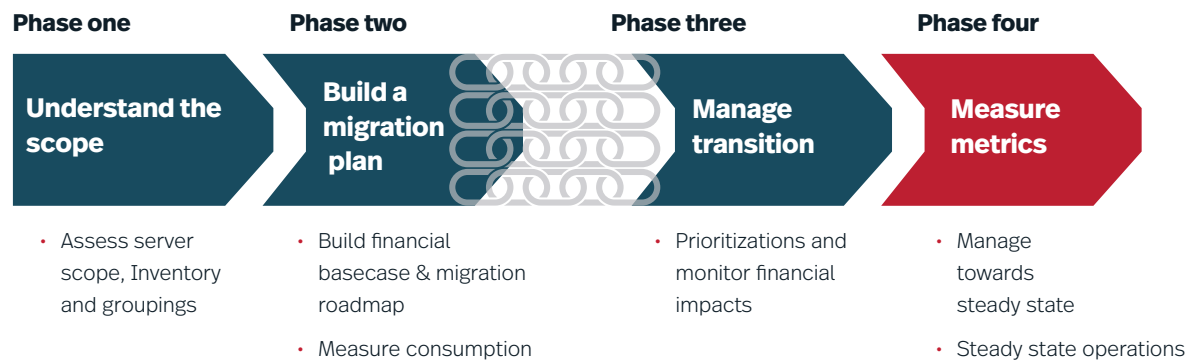 Phase one
Understand the
scope
• Assess server
scope, Inventory
and groupings
Phase two
Build a
migration
plan
• Build financial
basecase & migration
roadmap
• Measure consumption
Phase three
Manage
transition
• Prioritizations and
monitor financial
impacts
Phase four
Measure
metrics
• Manage
towards
steady state
• Steady state operations